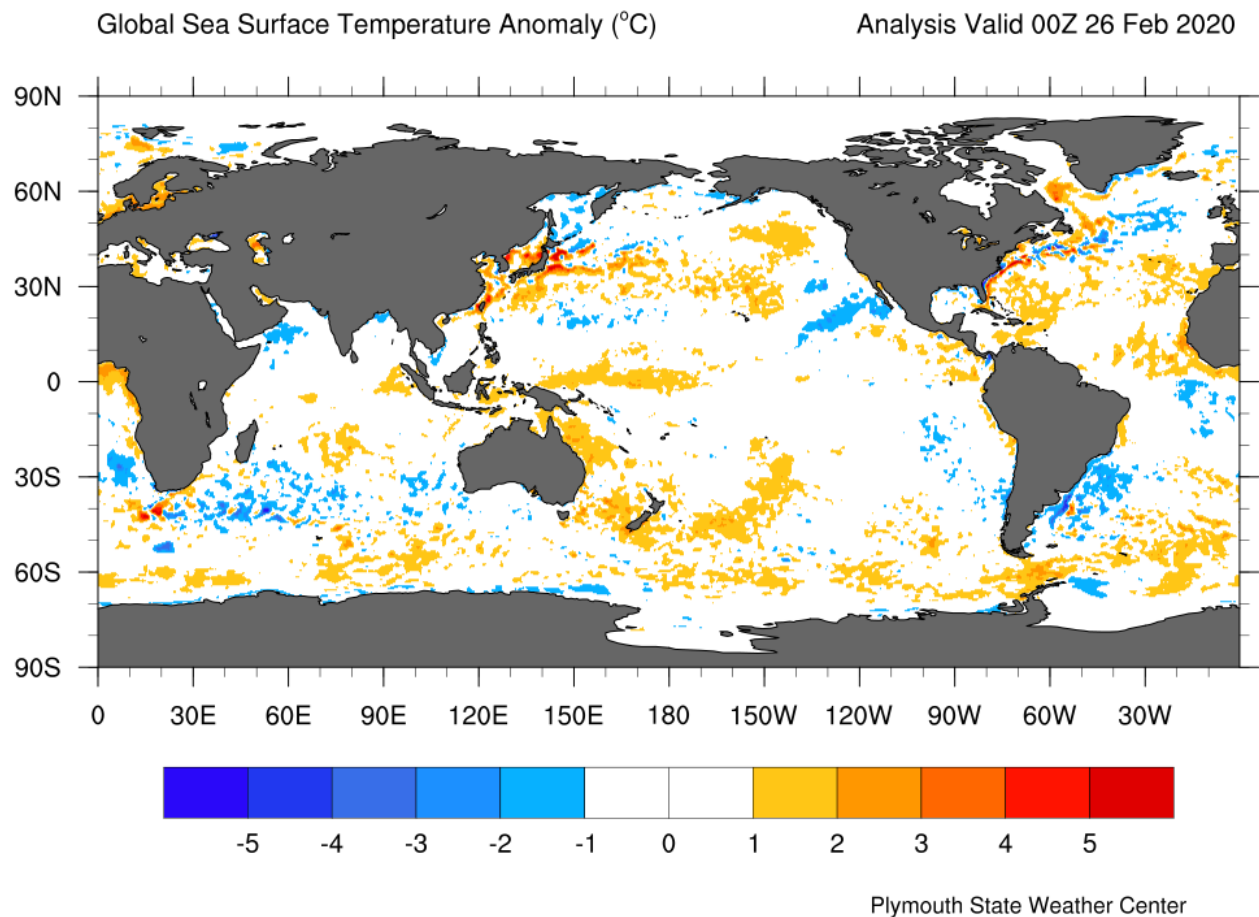 Global Sea Surface Temperature Anomaly (°C) Analysis Valid 00Z 26 Feb 2020
90N
60N
30N
0
30S
60S
90S
0 30E 60E 90E 120E 150E 180 150W 120W 90W 60W 30W
-5 -4 -3 -2 -1 0 1 2 3 4 5
Plymouth State Weather Center